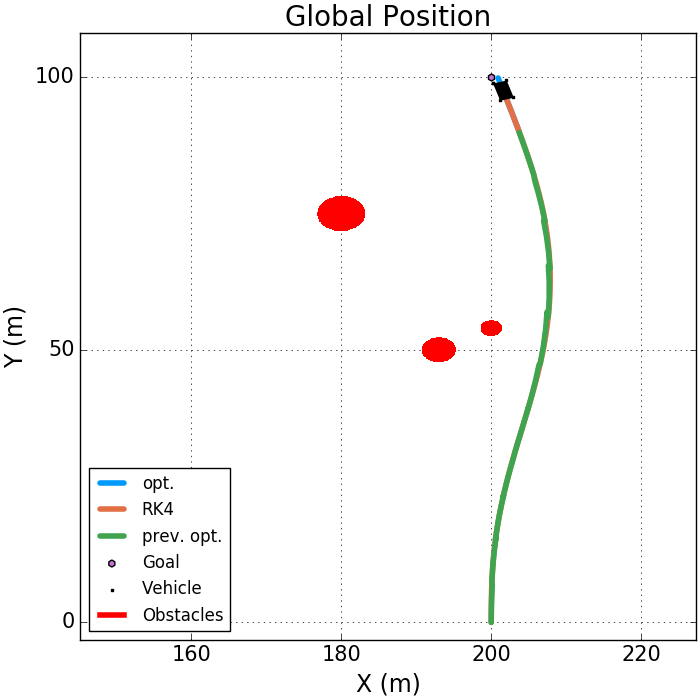 Global Position
Y (m)
100
50
0
opt.
RK4
prev. opt.
Goal
Vehicle
Obstacles
160
180
200
220
X (m)